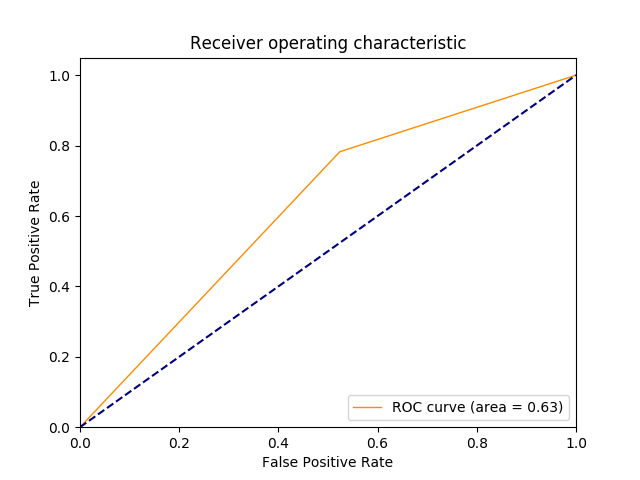 Receiver operating characteristic
True Positive Rate
1.0
0.8
0.6
0.4
0.2
0.0
ROC curve (area = 0.63)
0.0 0.2 0.4 0.6 0.8 1.0
False Positive Rate